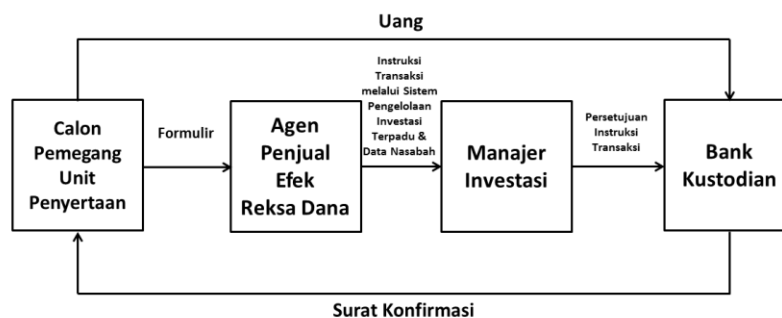 Uang
Calon
Pemegang
Unit
Penyertaan
Formulir
Agen
Penjual
Efek
Reksa Dana
Instruksi
Transaksi
melalui Sistem
Pengelolaan
Investasi
Terpadu &
Data Nasabah
Manajer
Investasi
Persetujuan
Instruksi
Transaksi
Bank
Kustodian
Surat Konfirmasi